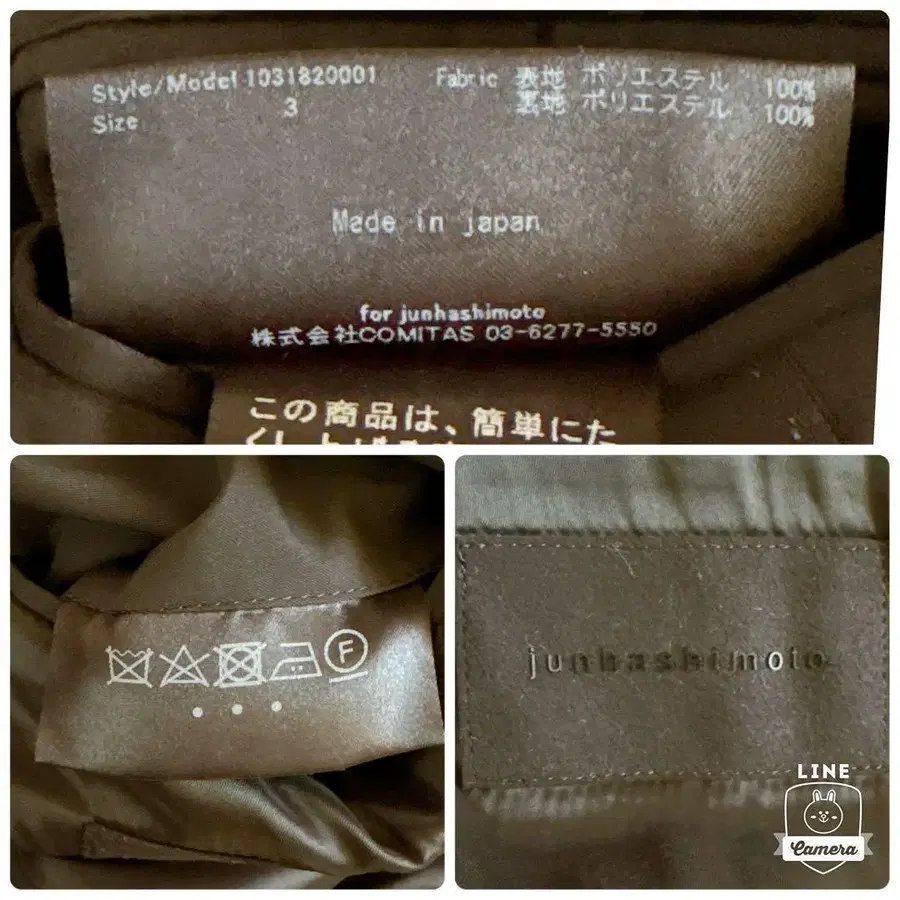 Style/Model 1031820001 Fabric 表地 ポリエステル 100%
Size 3 裏地 ポリエステル 100%
Made in japan
for junhashimoto
株式会社COMITAS 03-6277-5550
この商品は、簡単にた
F
junhashimoto
LINE
Camera